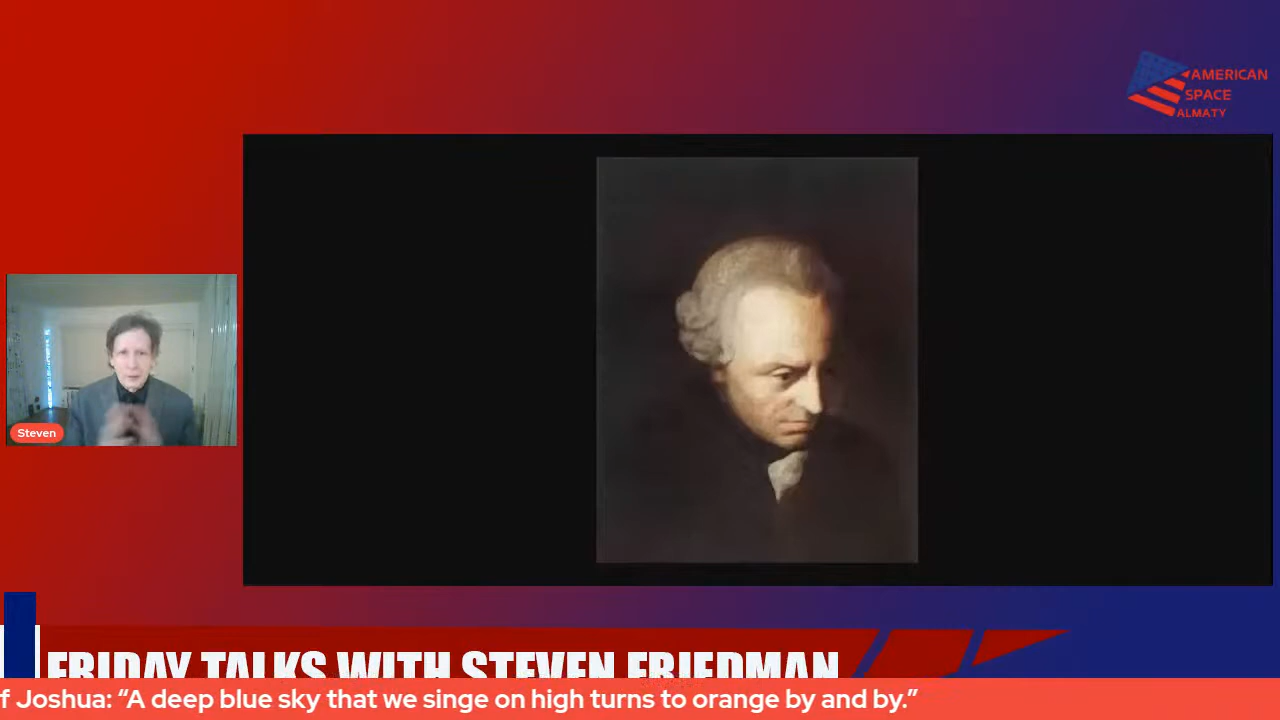 AMERICAN
SPACE
ALMATY
Steven
FRIDAY TALKS WITH STEVEN FRIEDMAN
f Joshua: “A deep blue sky that we singe on high turns to orange by and by.”